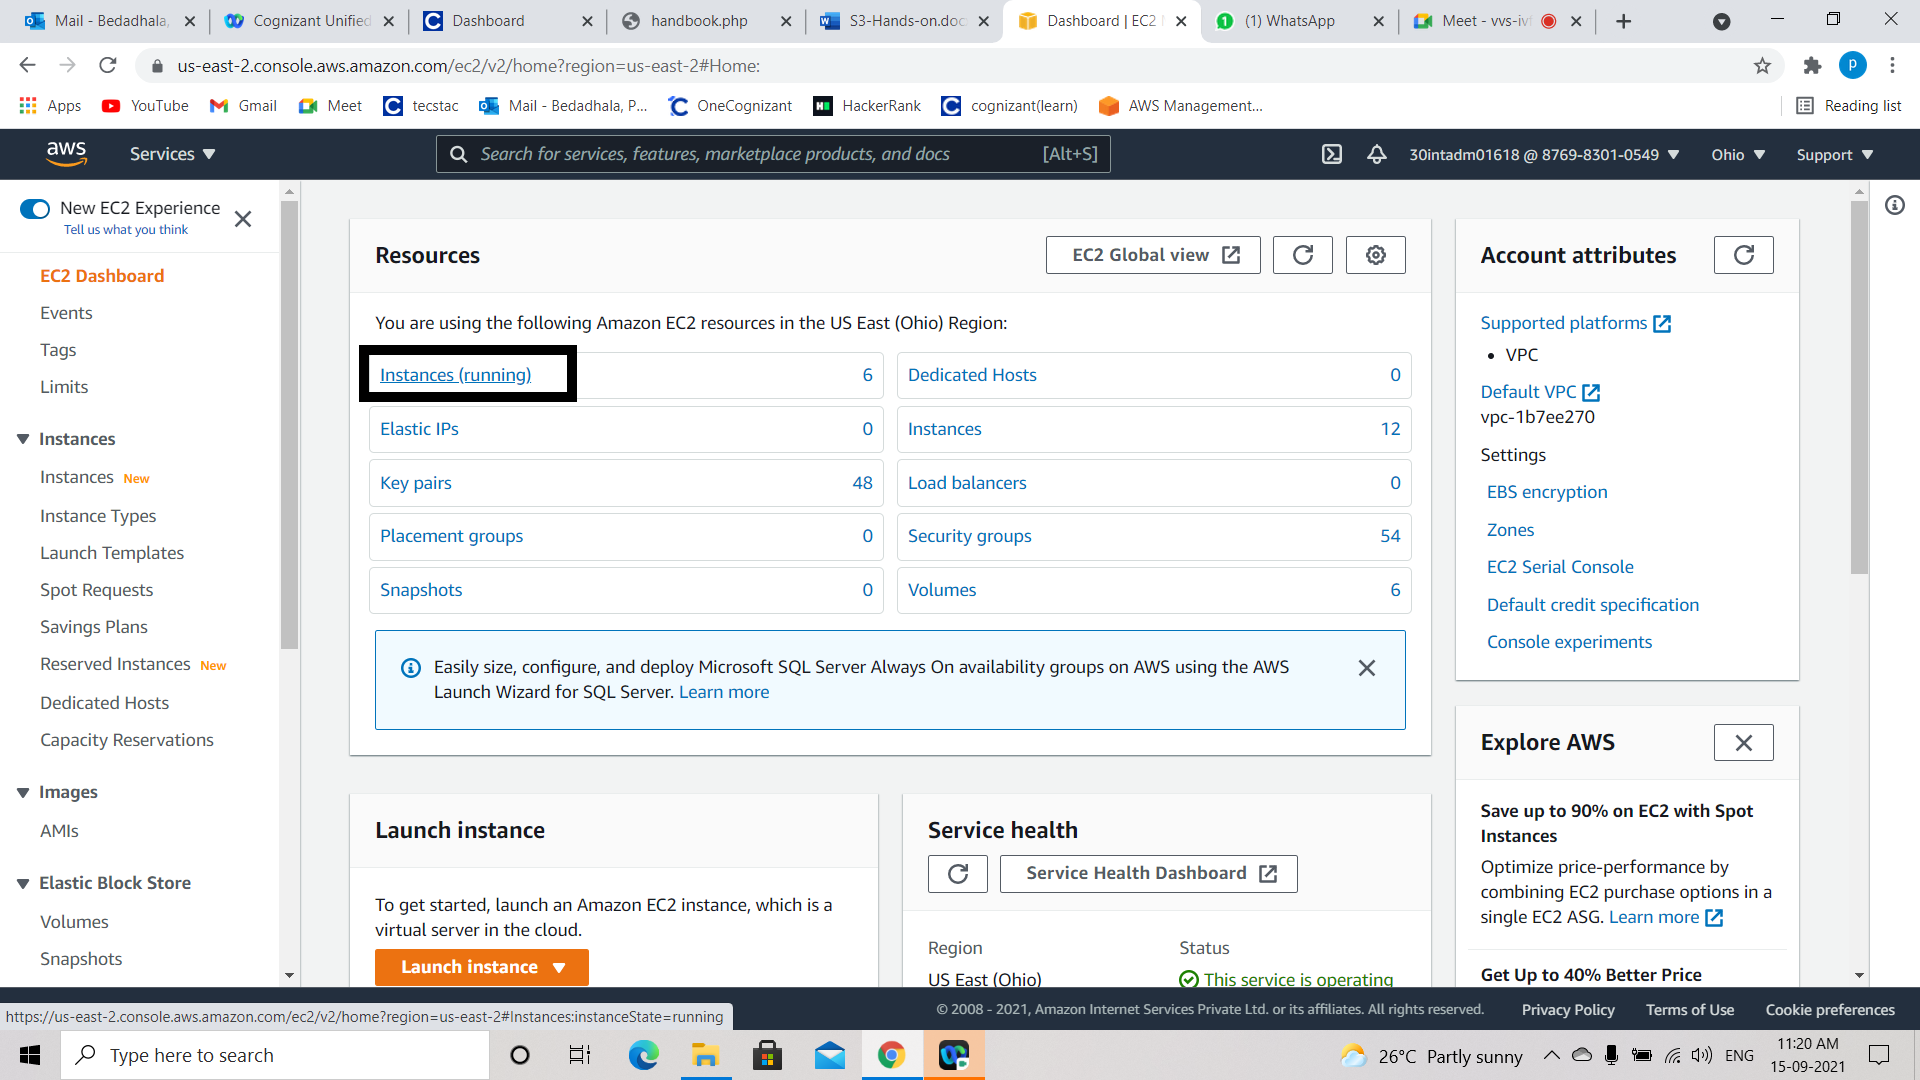 Mail - Bedadhala,
Cognizant Unified
Dashboard
handbook.php
S3-Hands-on.doc
Dashboard | EC2
(1) WhatsApp
Meet - vvs-ivf
us-east-2.console.aws.amazon.com/ec2/v2/home?region=us-east-2#Home:
P
Apps
YouTube
Gmail
Meet
tecstac
Mail - Bedadhala, P...
OneCognizant
HackerRank
cognizant(learn)
AWS Management...
Reading list
aws
Services
Search for services, features, marketplace products, and docs
[Alt+S]
30intadm01618 @ 8769-8301-0549
Ohio
Support
New EC2 Experience
Tell us what you think
EC2 Dashboard
Events
Tags
Limits
Instances
Instances New
Instance Types
Launch Templates
Spot Requests
Savings Plans
Reserved Instances New
Dedicated Hosts
Capacity Reservations
Images
AMIs
Elastic Block Store
Volumes
Snapshots
Resources
EC2 Global view
You are using the following Amazon EC2 resources in the US East (Ohio) Region:
Instances (running) 6
Dedicated Hosts 0
Elastic IPs 0
Instances 12
Key pairs 48
Load balancers 0
Placement groups 0
Security groups 54
Snapshots 0
Volumes 6
Easily size, configure, and deploy Microsoft SQL Server Always On availability groups on AWS using the AWS
Launch Wizard for SQL Server. Learn more
Launch instance
To get started, launch an Amazon EC2 instance, which is a
virtual server in the cloud.
Launch instance
Service health
Service Health Dashboard
Region
Status
US East (Ohio)
This service is operating
Account attributes
Supported platforms
• VPC
Default VPC
vpc-1b7ee270
Settings
EBS encryption
Zones
EC2 Serial Console
Default credit specification
Console experiments
Explore AWS
Save up to 90% on EC2 with Spot
Instances
Optimize price-performance by
combining EC2 purchase options in a
single EC2 ASG. Learn more
Get Up to 40% Better Price
https://us-east-2.console.aws.amazon.com/ec2/v2/home?region=us-east-2#Instances:instanceState=running
© 2008 - 2021, Amazon Internet Services Private Ltd. or its affiliates. All rights reserved.
Privacy Policy
Terms of Use
Cookie preferences
Type here to search
26°C Partly sunny
ENG
11:20 AM
15-09-2021